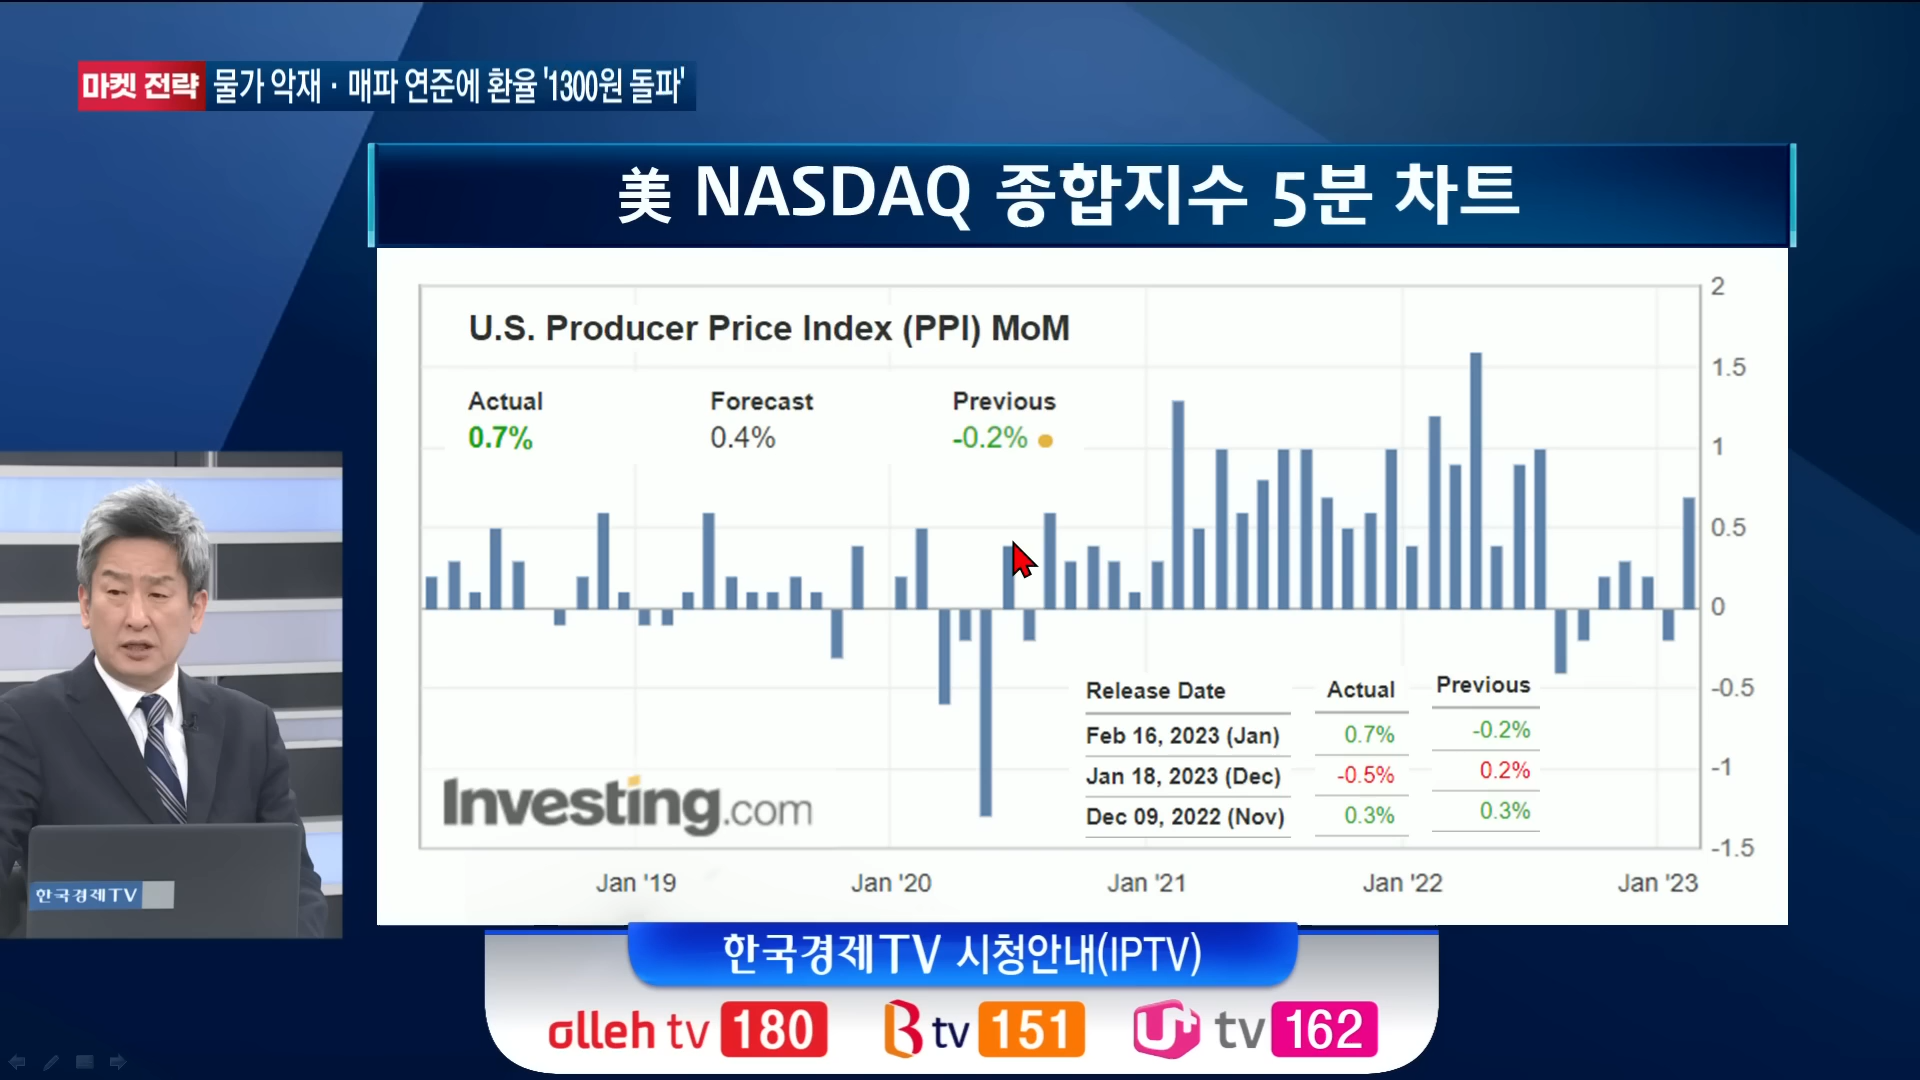 마켓 전략 물가 악재 · 매파 연준에 환율 '1300원 돌파'
美 NASDAQ 종합지수 5분 차트
U.S. Producer Price Index (PPI) MoM
Actual Forecast Previous
0.7% 0.4% -0.2%
2
1.5
1
0.5
0
-0.5
-1
-1.5
Release Date Actual Previous
Feb 16, 2023 (Jan) 0.7% -0.2%
Jan 18, 2023 (Dec) -0.5% 0.2%
Dec 09, 2022 (Nov) 0.3% 0.3%
Investing.com
Jan '19 Jan '20 Jan '21 Jan '22 Jan '23
한국경제TV
한국경제TV 시청안내(IPTV)
olleh tv 180 B tv 151 U+ tv 162